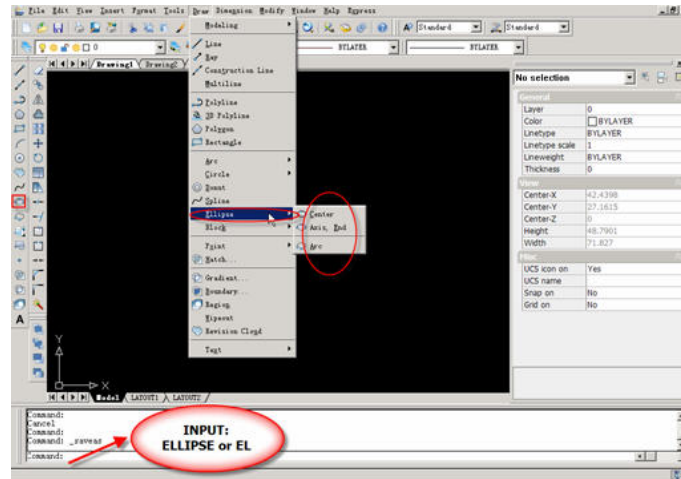 File Edit View Insert Format Tools Draw Dimension Modify Window Help Express
Standard Standard
0 BYLAYER BYLAYER
Drawing1 Drawing2
Modeling
Line
Ray
Construction Line
Multiline
Polyline
3D Polyline
Polygon
Rectangle
Arc
Circle
Donut
Spline
Ellipse
Center
Axis, End
Arc
Block
Point
Hatch...
Gradient...
Boundary...
Region
Wipeout
Revision Cloud
Text
No selection
General
Layer 0
Color BYLAYER
Linetype BYLAYER
Linetype scale 1
Lineweight BYLAYER
Thickness 0
View
Center-X 42.4398
Center-Y 27.1615
Center-Z 0
Height 48.7901
Width 71.827
Misc
UCS icon on Yes
UCS name
Snap on No
Grid on No
A
Y
X
Model LAYOUT1 LAYOUT2
Command:
Cancel
Command:
Command: _saveas
Command:
INPUT:
ELLIPSE or EL